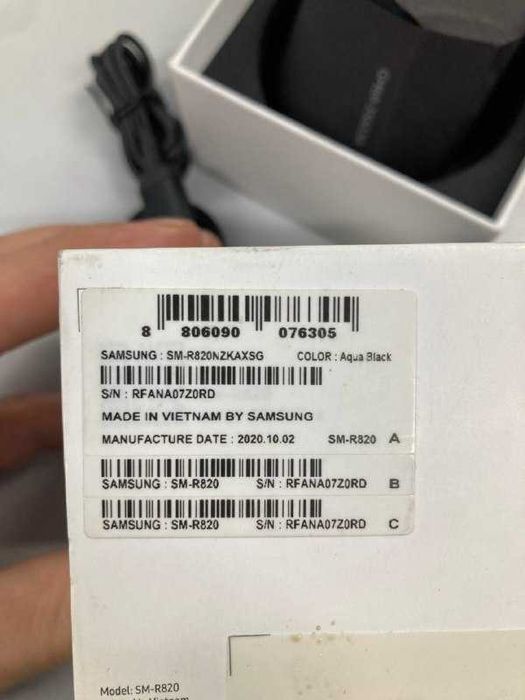 8 806090 076305
SAMSUNG : SM-R820NZKAXSG COLOR : Aqua Black
S/N : RFANA07Z0RD
MADE IN VIETNAM BY SAMSUNG
MANUFACTURE DATE : 2020.10.02 SM-R820 A
SAMSUNG : SM-R820 S/N : RFANA07Z0RD B
SAMSUNG : SM-R820 S/N : RFANA07Z0RD C
Model: SM-R820
Vietnam